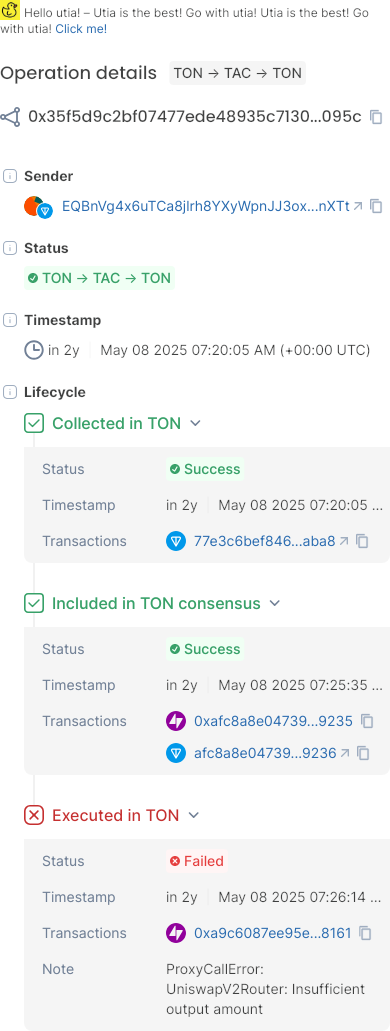 Hello utia! – Utia is the best! Go with utia! Utia is the best! Go
with utia! Click me!
Operation details TON → TAC → TON
0x35f5d9c2bf07477ede48935c7130...095c
Sender
EQBnVg4x6uTCa8jlrh8YXyWpnJJ3ox...nXTt
Status
TON → TAC → TON
Timestamp
in 2y May 08 2025 07:20:05 AM (+00:00 UTC)
Lifecycle
Collected in TON
Status Success
Timestamp in 2y May 08 2025 07:20:05 ...
Transactions 77e3c6bef846...aba8
Included in TON consensus
Status Success
Timestamp in 2y May 08 2025 07:25:35 ...
Transactions 0xafc8a8e04739...9235
afc8a8e04739...9236
Executed in TON
Status Failed
Timestamp in 2y May 08 2025 07:26:14 ...
Transactions 0xa9c6087ee95e...8161
Note ProxyCallError:
UniswapV2Router: Insufficient
output amount